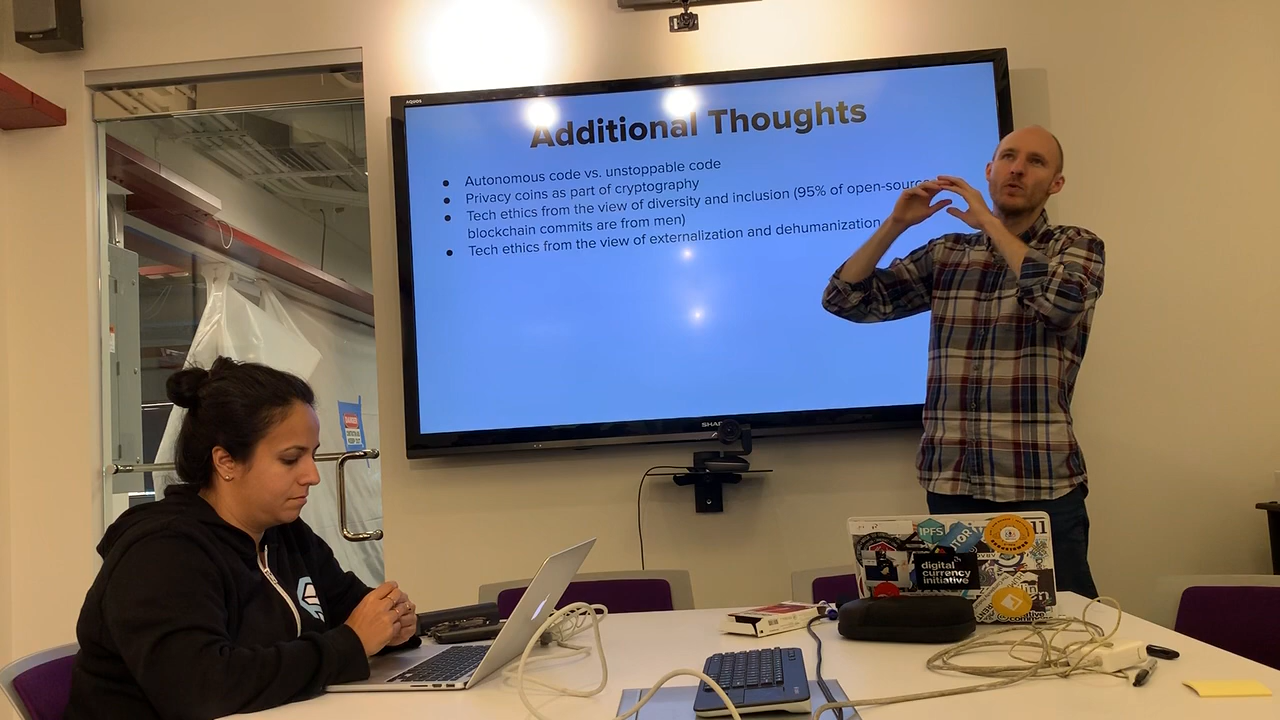 AQUOS
Additional Thoughts
Autonomous code vs. unstoppable code
Privacy coins as part of cryptography
Tech ethics from the view of diversity and inclusion (95% of open-source
blockchain commits are from men)
Tech ethics from the view of externalization and dehumanization
DANGER
IPFS
digital
currency
initiative